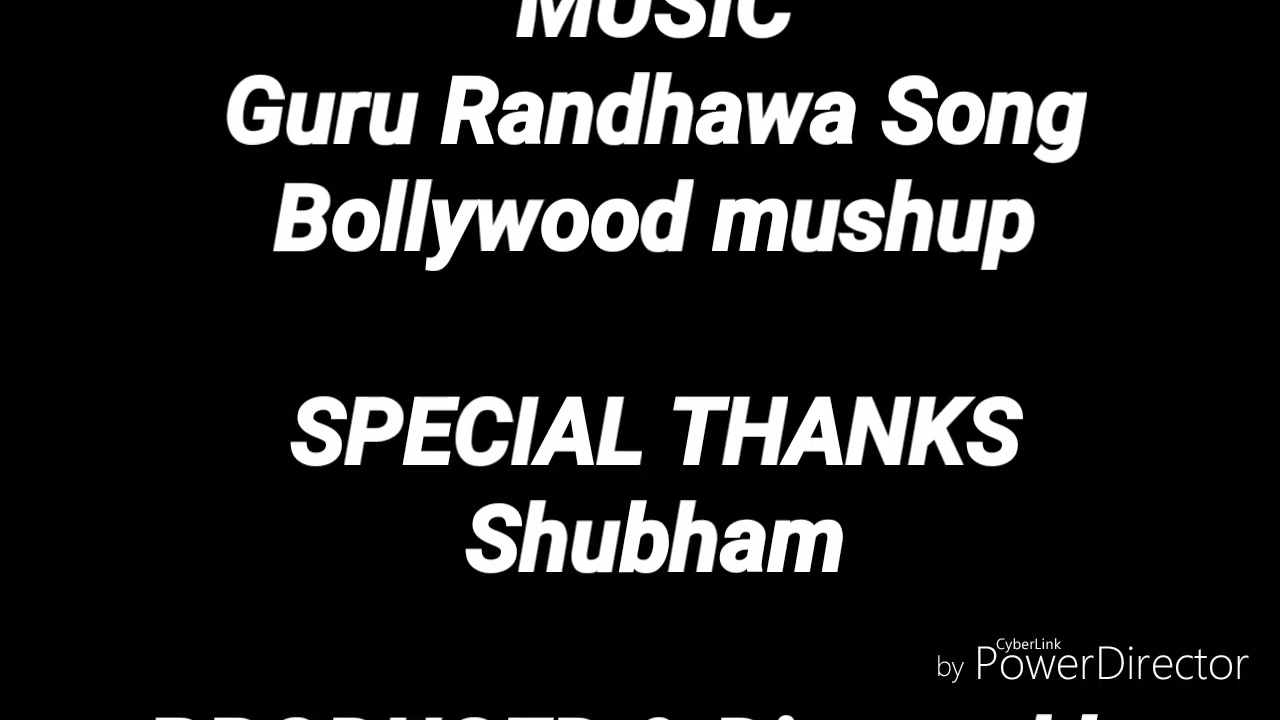 MUSIC
Guru Randhawa Song
Bollywood mushup
SPECIAL THANKS
Shubham
CyberLink
by PowerDirector